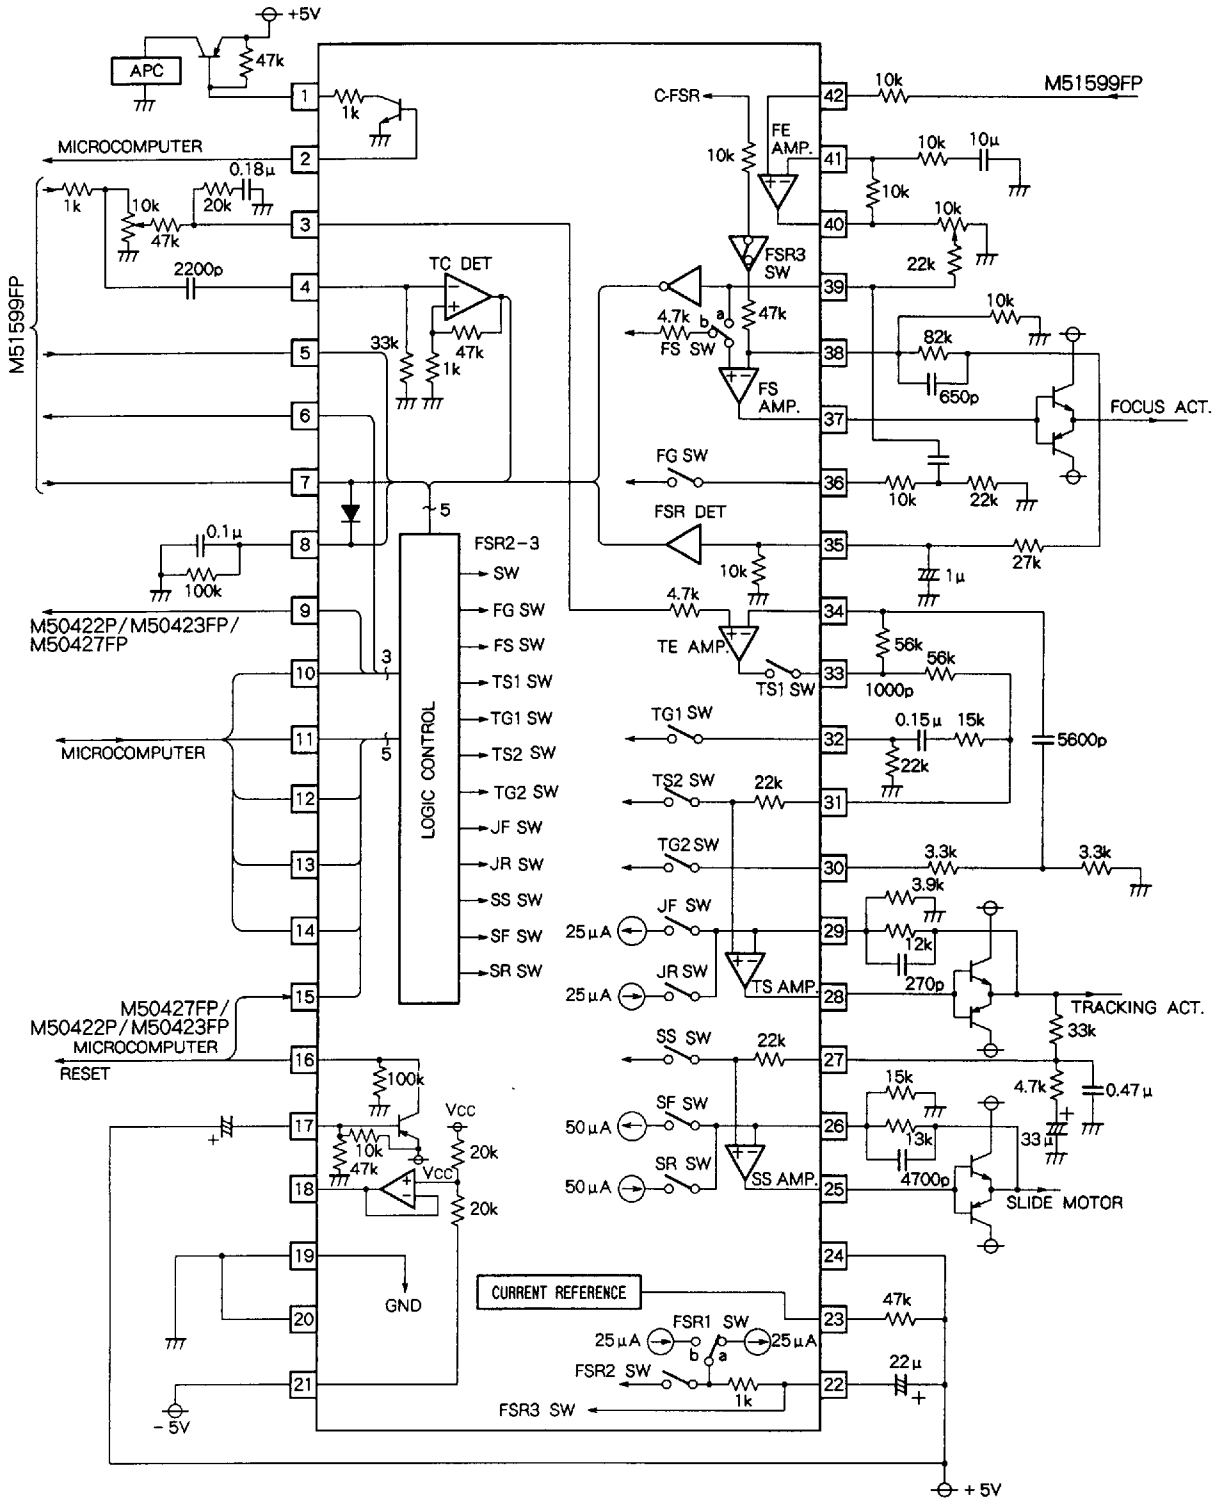 +5V
47k
APC
1
1k
MICROCOMPUTER
2
0.18µ
1k
10k
47k
20k
3
2200p
4
M51599FP
TC DET
33k
47k
1k
5
6
7
5
0.1µ
100k
8
9
M50422P/M50423FP/
M50427FP
10
3
11
5
MICROCOMPUTER
12
13
14
15
M50427FP/
M50422P/M50423FP
MICROCOMPUTER
RESET
16
100k
17
+
10k
47k
VCC
VCC
20k
20k
18
19
GND
20
21
-5V
LOGIC CONTROL
FSR2-3
SW
FG SW
FS SW
TS1 SW
TG1 SW
TS2 SW
TG2 SW
JF SW
JR SW
SS SW
SF SW
SR SW
C-FSR
10k
FE
AMP.
FSR3
SW
47k
4.7k
b
a
FS SW
FS
AMP.
FG SW
FSR DET
10k
4.7k
TE AMP.
TS1 SW
TG1 SW
TS2 SW
22k
TG2 SW
JF SW
25µA
JR SW
25µA
TS AMP.
SS SW
22k
SF SW
50µA
SR SW
50µA
SS AMP.
CURRENT REFERENCE
FSR1 SW
25µA
b
a
25µA
FSR2 SW
1k
FSR3 SW
42
10k
M51599FP
41
10k
10µ
10k
40
10k
22k
39
10k
38
82k
650p
37
FOCUS ACT.
36
10k
22k
35
1µ
27k
34
56k
33
1000p
56k
32
0.15µ
15k
22k
5600p
31
30
3.3k
3.3k
3.9k
29
12k
270p
28
TRACKING ACT.
33k
27
4.7k
0.47µ
+
33µ
15k
26
13k
4700p
25
SLIDE MOTOR
24
23
47k
22
22µ
+
+5V